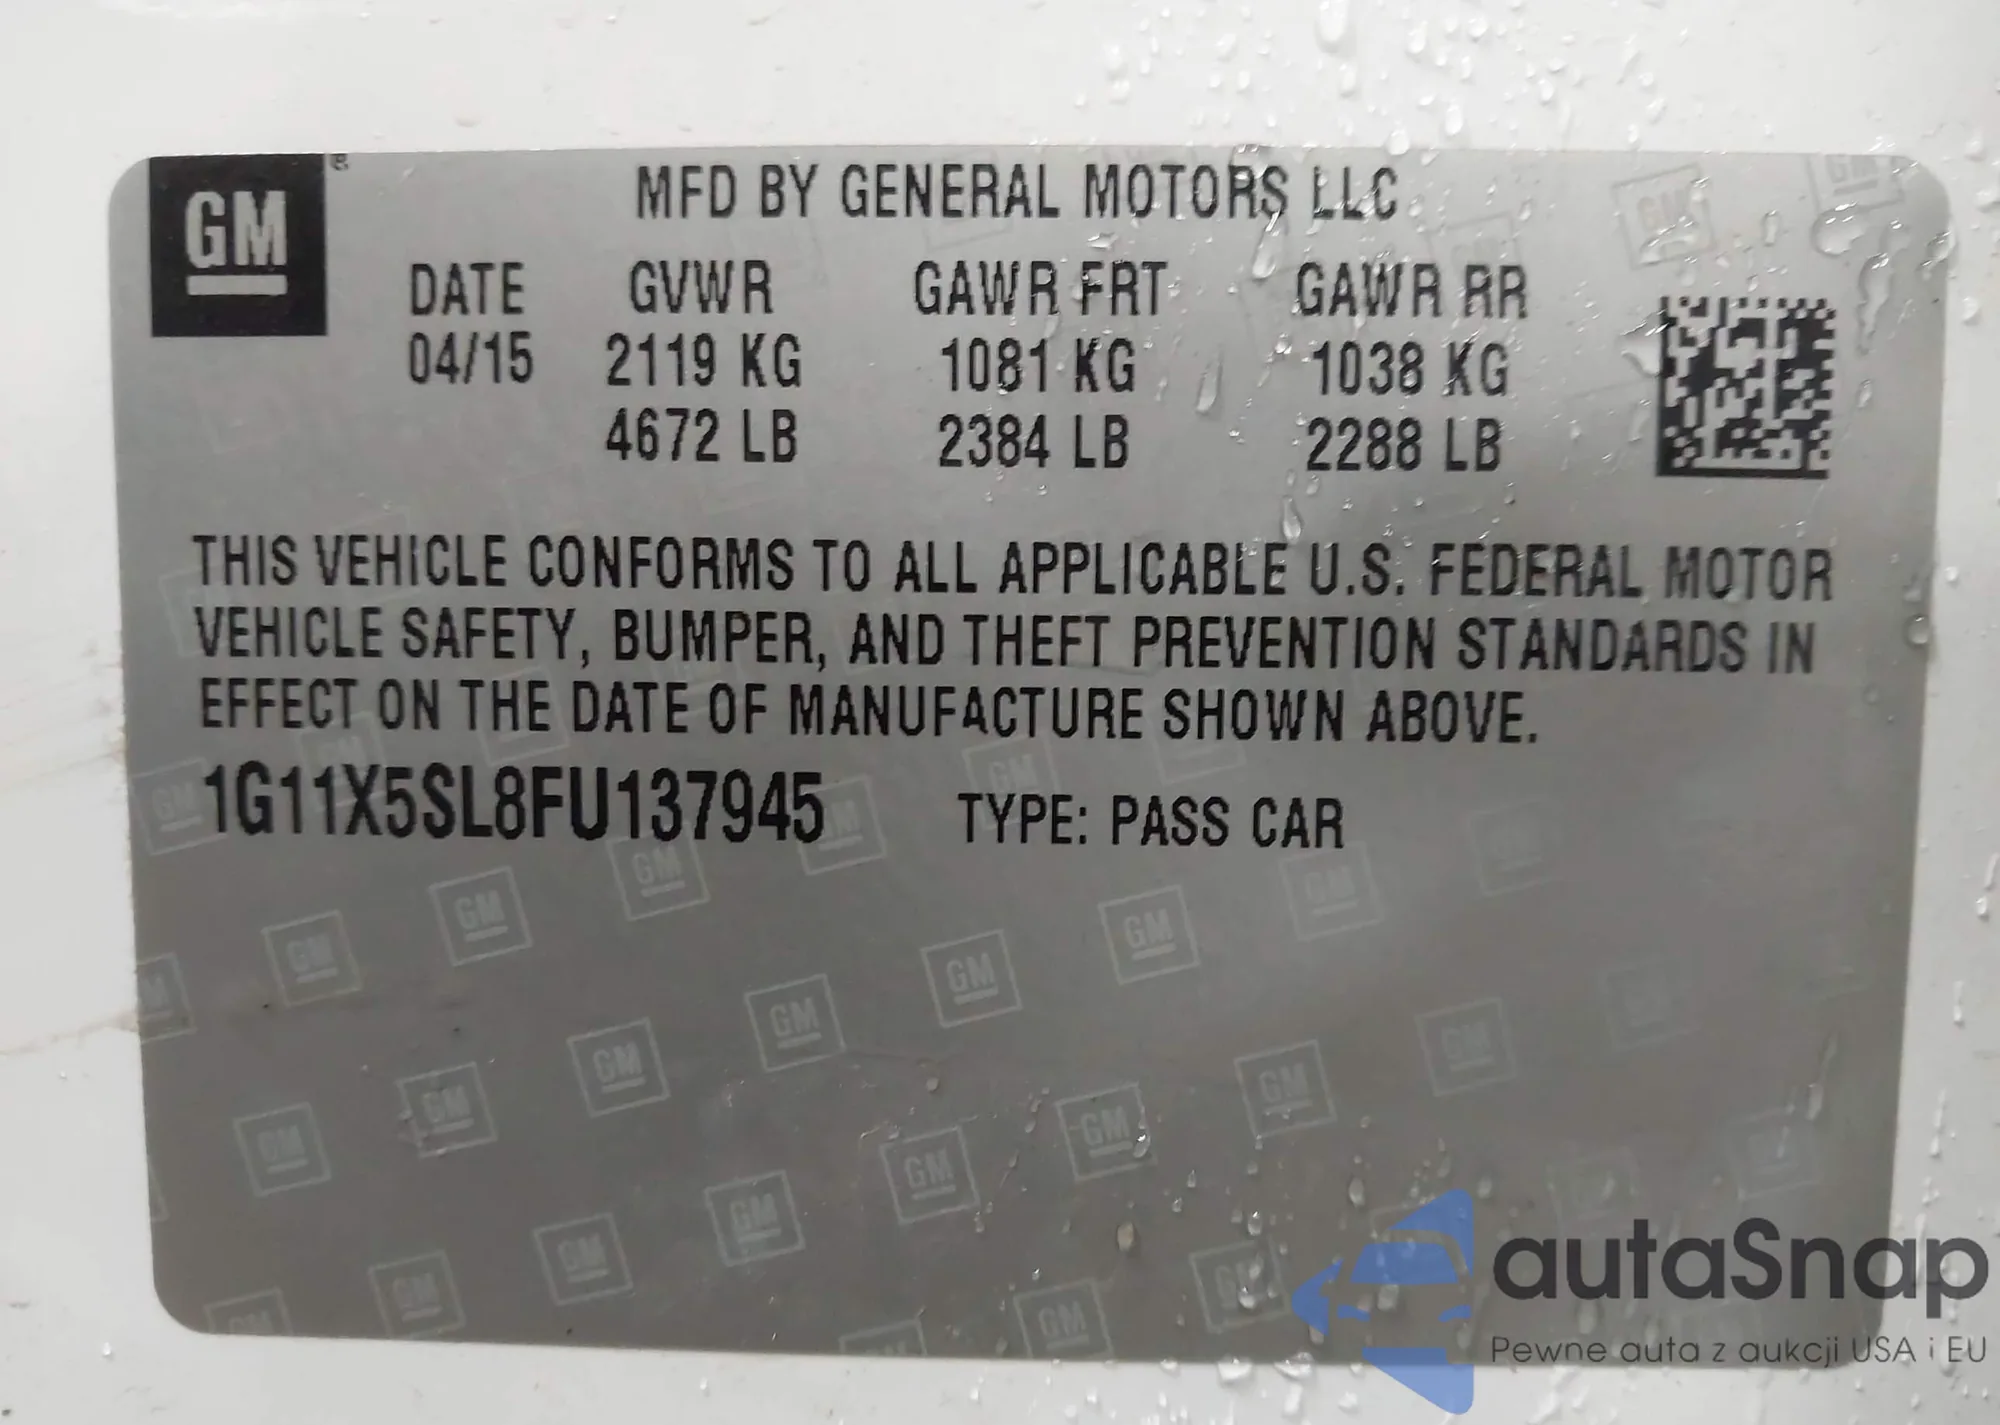 GM ®
MFD BY GENERAL MOTORS LLC
DATE GVWR GAWR FRT GAWR RR
04/15 2119 KG 1081 KG 1038 KG
4672 LB 2384 LB 2288 LB
THIS VEHICLE CONFORMS TO ALL APPLICABLE U.S. FEDERAL MOTOR
VEHICLE SAFETY, BUMPER, AND THEFT PREVENTION STANDARDS IN
EFFECT ON THE DATE OF MANUFACTURE SHOWN ABOVE.
1G11X5SL8FU137945 TYPE: PASS CAR
autaSnap
Pewne auta z aukcji USA i EU